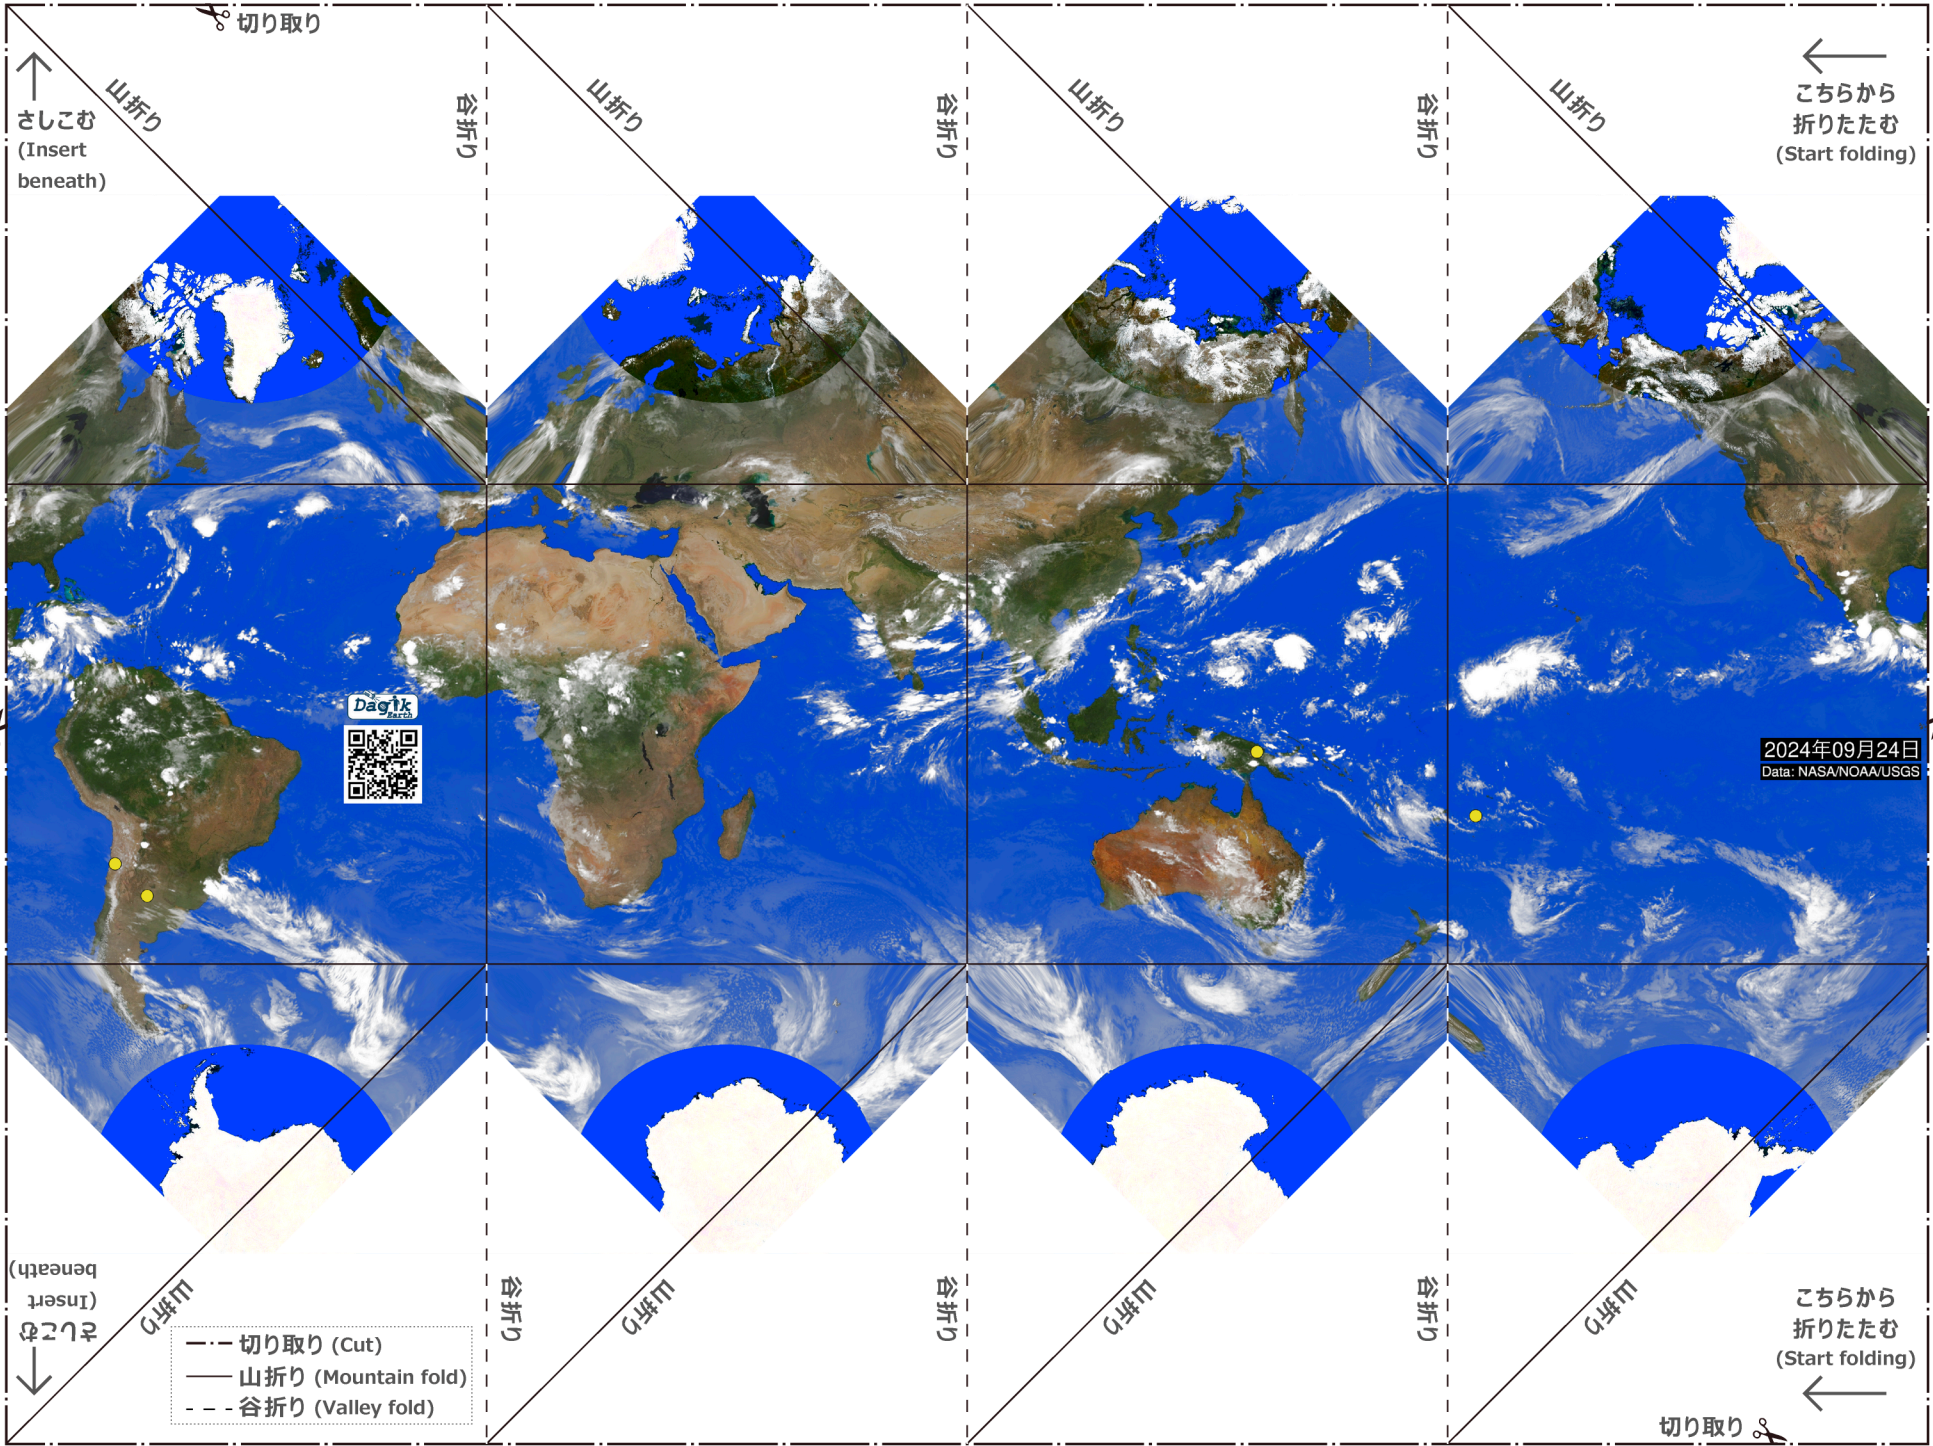 切り取り
山折り
谷折り
山折り
谷折り
山折り
谷折り
山折り
こちらから
折りたたむ
(Start folding)
さしこむ
(Insert
beneath)
The
Dagik
Earth
2024年09月24日
Data: NASA/NOAA/USGS
さしこむ
(Insert
beneath)
山折り
谷折り
山折り
谷折り
山折り
谷折り
山折り
こちらから
折りたたむ
(Start folding)
切り取り (Cut)
山折り (Mountain fold)
谷折り (Valley fold)
切り取り